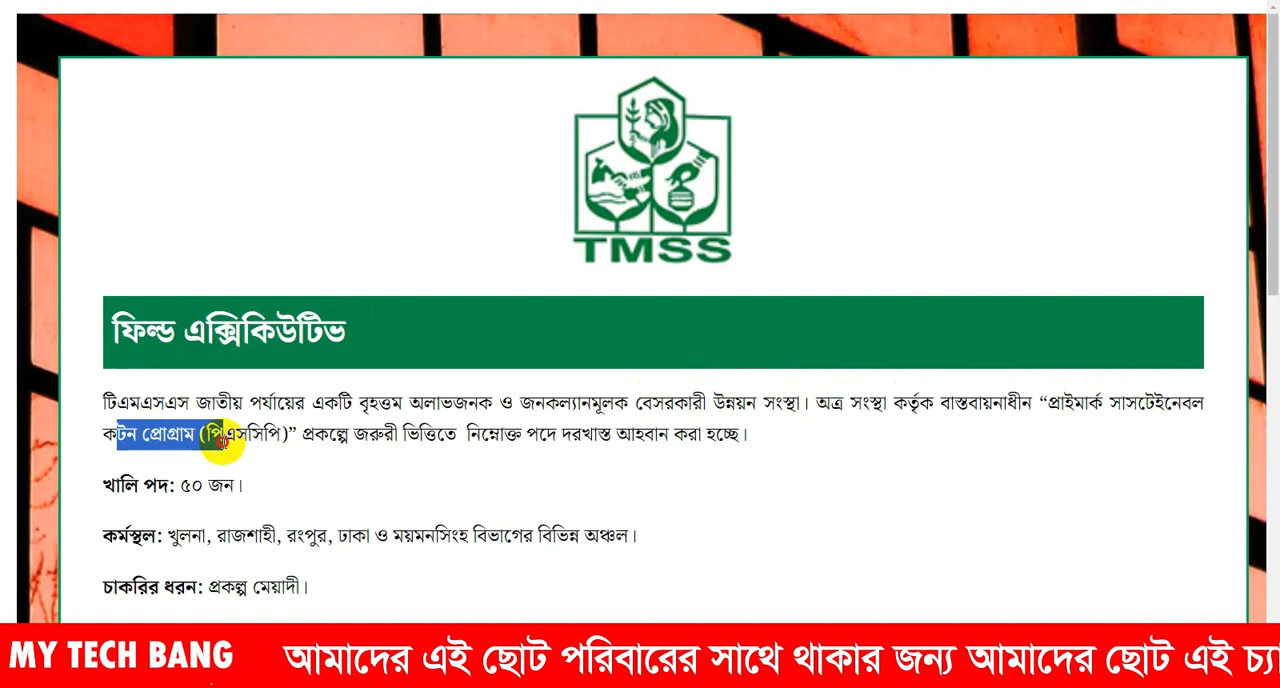 TMSS
ফিল্ড এক্সিকিউটিভ
টিএমএসএস জাতীয় পর্যায়ের একটি বৃহত্তম অলাভজনক ও জনকল্যানমূলক বেসরকারী উন্নয়ন সংস্থা। অত্র সংস্থা কর্তৃক বাস্তবায়নাধীন “প্রাইমার্ক সাসটেইনেবল
কটন প্রোগ্রাম (পিএসসিপি)” প্রকল্পে জরুরী ভিত্তিতে নিম্নোক্ত পদে দরখাস্ত আহবান করা হচ্ছে।
খালি পদ: ৫০ জন।
কর্মস্থল: খুলনা, রাজশাহী, রংপুর, ঢাকা ও ময়মনসিংহ বিভাগের বিভিন্ন অঞ্চল।
চাকরির ধরন: প্রকল্প মেয়াদী।
MY TECH BANG আমাদের এই ছোট পরিবারের সাথে থাকার জন্য আমাদের ছোট এই